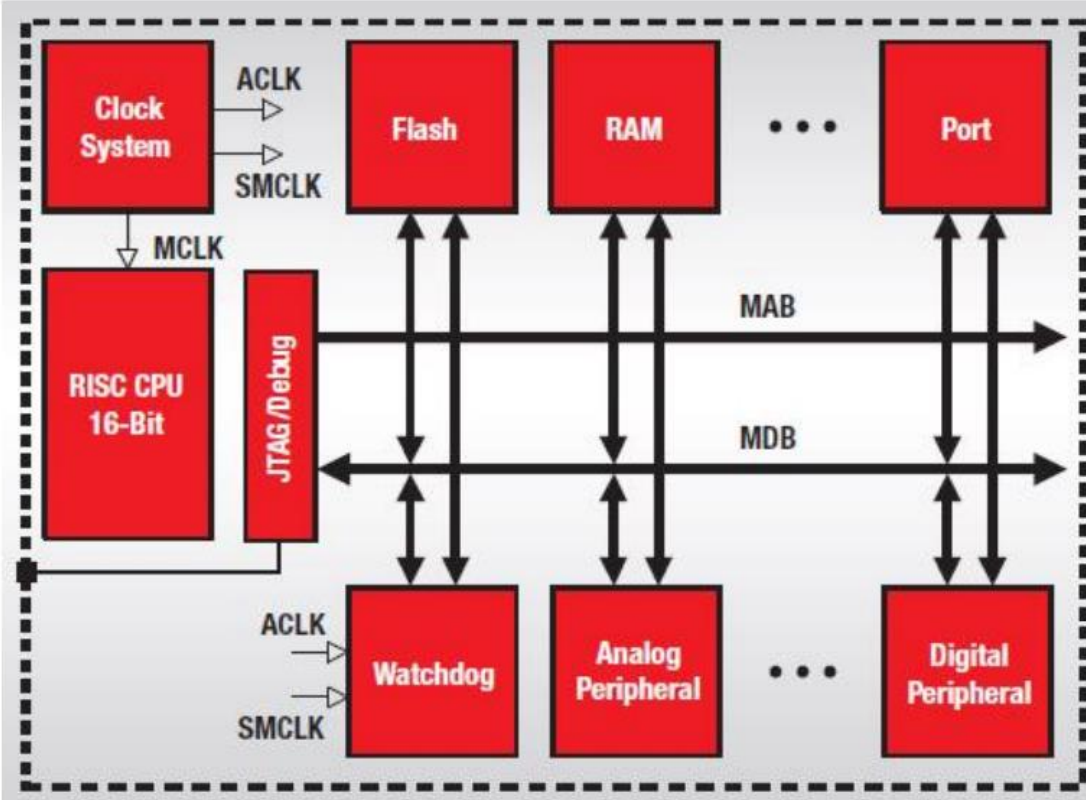 Clock
System
ACLK
SMCLK
Flash
RAM
Port
MCLK
RISC CPU
16-Bit
JTAG/Debug
MAB
MDB
ACLK
SMCLK
Watchdog
Analog
Peripheral
Digital
Peripheral